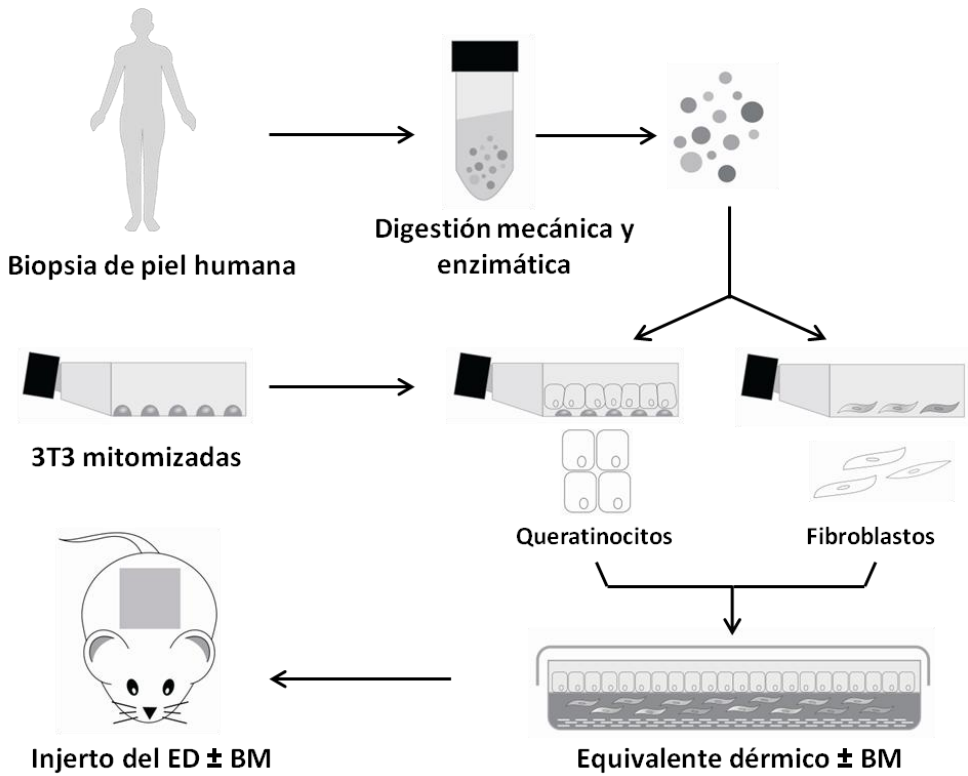 Biopsia de piel humana
Digestión mecánica y
enzimática
3T3 mitomizadas
Queratinocitos
Fibroblastos
Injerto del ED ± BM
Equivalente dérmico ± BM